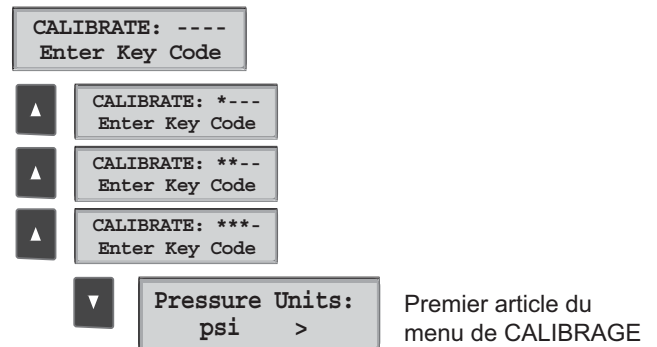 CALIBRATE: ----
Enter Key Code
CALIBRATE: *---
Enter Key Code
CALIBRATE: **--
Enter Key Code
CALIBRATE: ***-
Enter Key Code
Pressure Units:
psi >
Premier article du
menu de CALIBRAGE